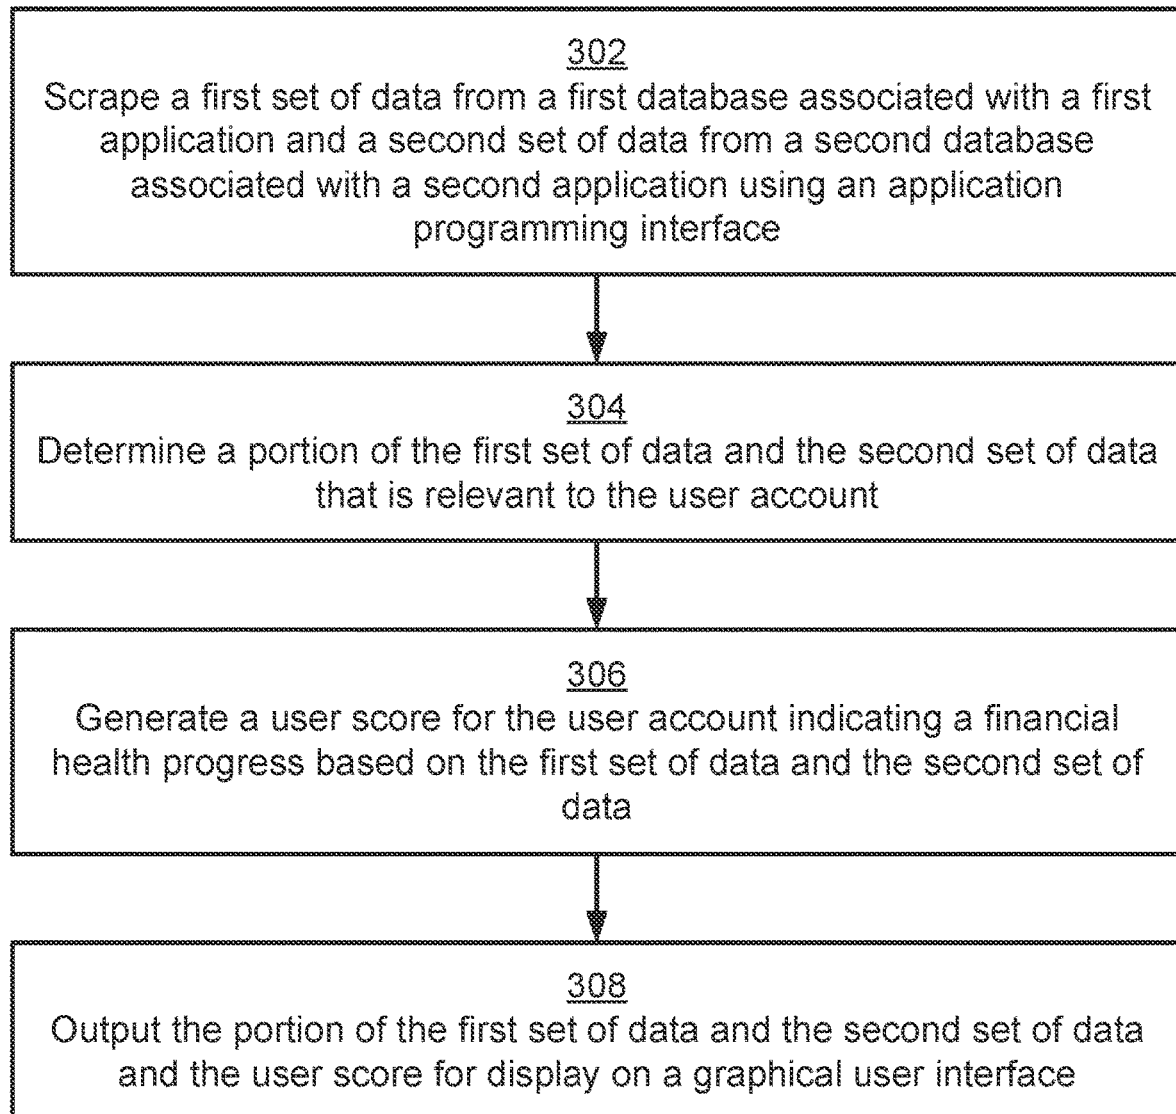 302
Scrape a first set of data from a first database associated with a first
application and a second set of data from a second database
associated with a second application using an application
programming interface
304
Determine a portion of the first set of data and the second set of data
that is relevant to the user account
306
Generate a user score for the user account indicating a financial
health progress based on the first set of data and the second set of
data
308
Output the portion of the first set of data and the second set of data
and the user score for display on a graphical user interface